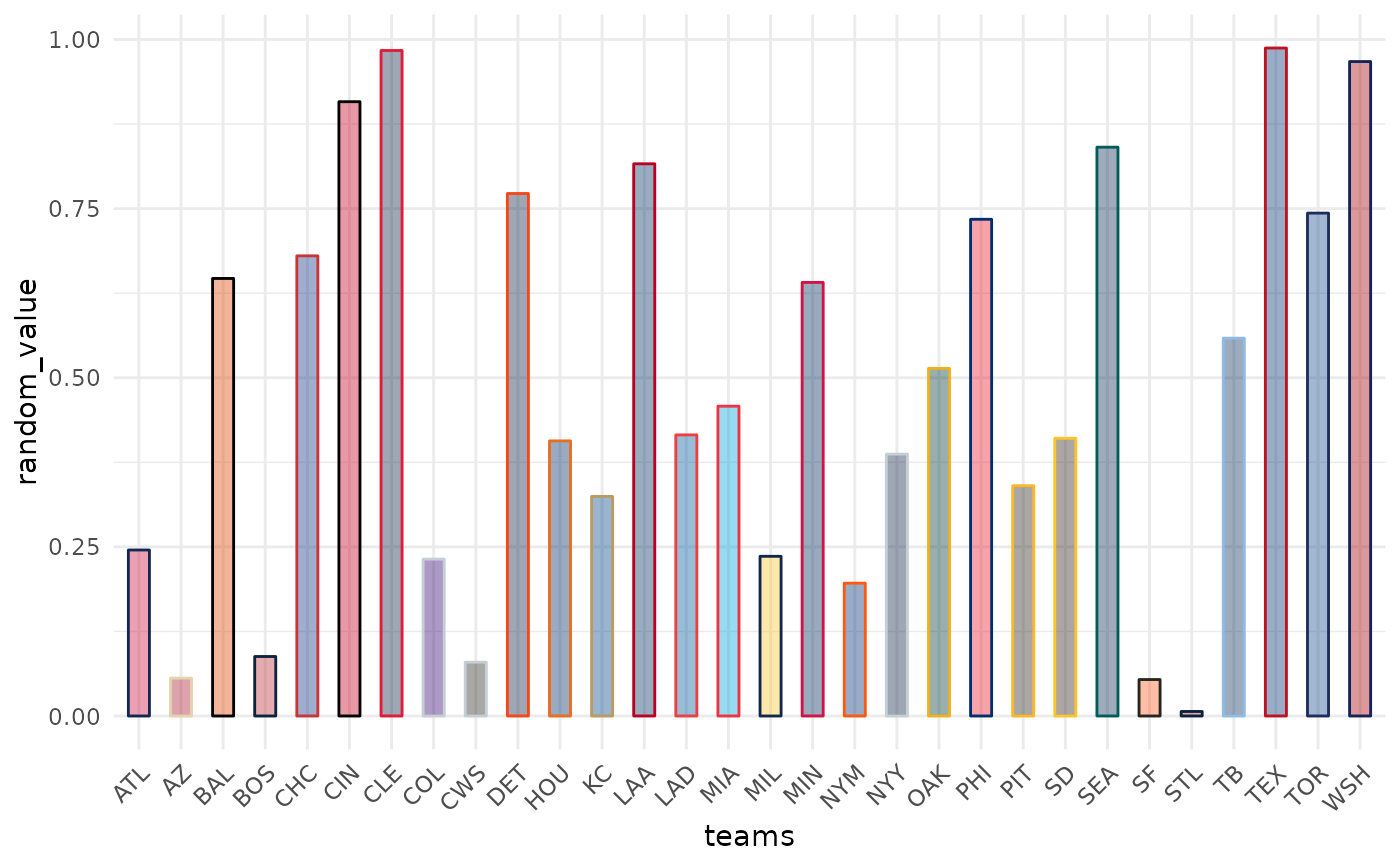 1.00
0.75
0.50
0.25
0.00
random_value
ATL AZ BAL BOS CHC CIN CLE COL CWS DET HOU KC LAA LAD MIA MIL MIN NYM NYY OAK PHI PIT SD SEA SF STL TB TEX TOR WSH
teams